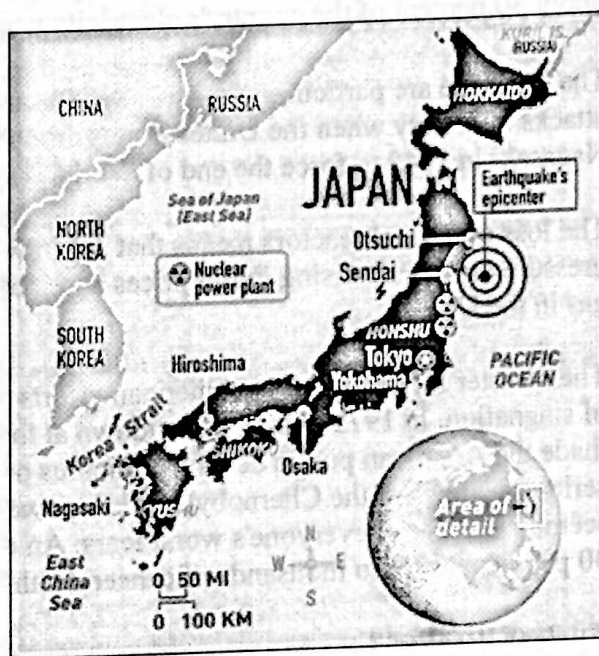 KURIL IS.
(RUSSIA)
CHINA
RUSSIA
HOKKAIDO
Sea of Japan
(East Sea)
JAPAN
Earthquake's
epicenter
NORTH
KOREA
Otsuchi
Nuclear
power plant
Sendai
SOUTH
KOREA
HONSHU
Hiroshima
Tokyo
Yokohama
PACIFIC
OCEAN
Korea Strait
SHIKOKU
Osaka
Nagasaki
Area of
detail
East
China
Sea
N
W E
S
0 50 MI
0 100 KM